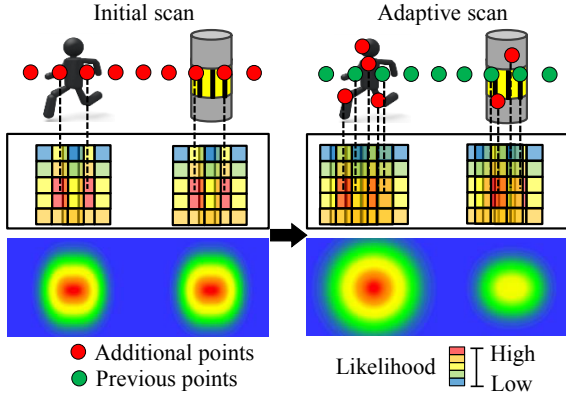 Initial scan
Adaptive scan
Additional points
Previous points
Likelihood
High
Low